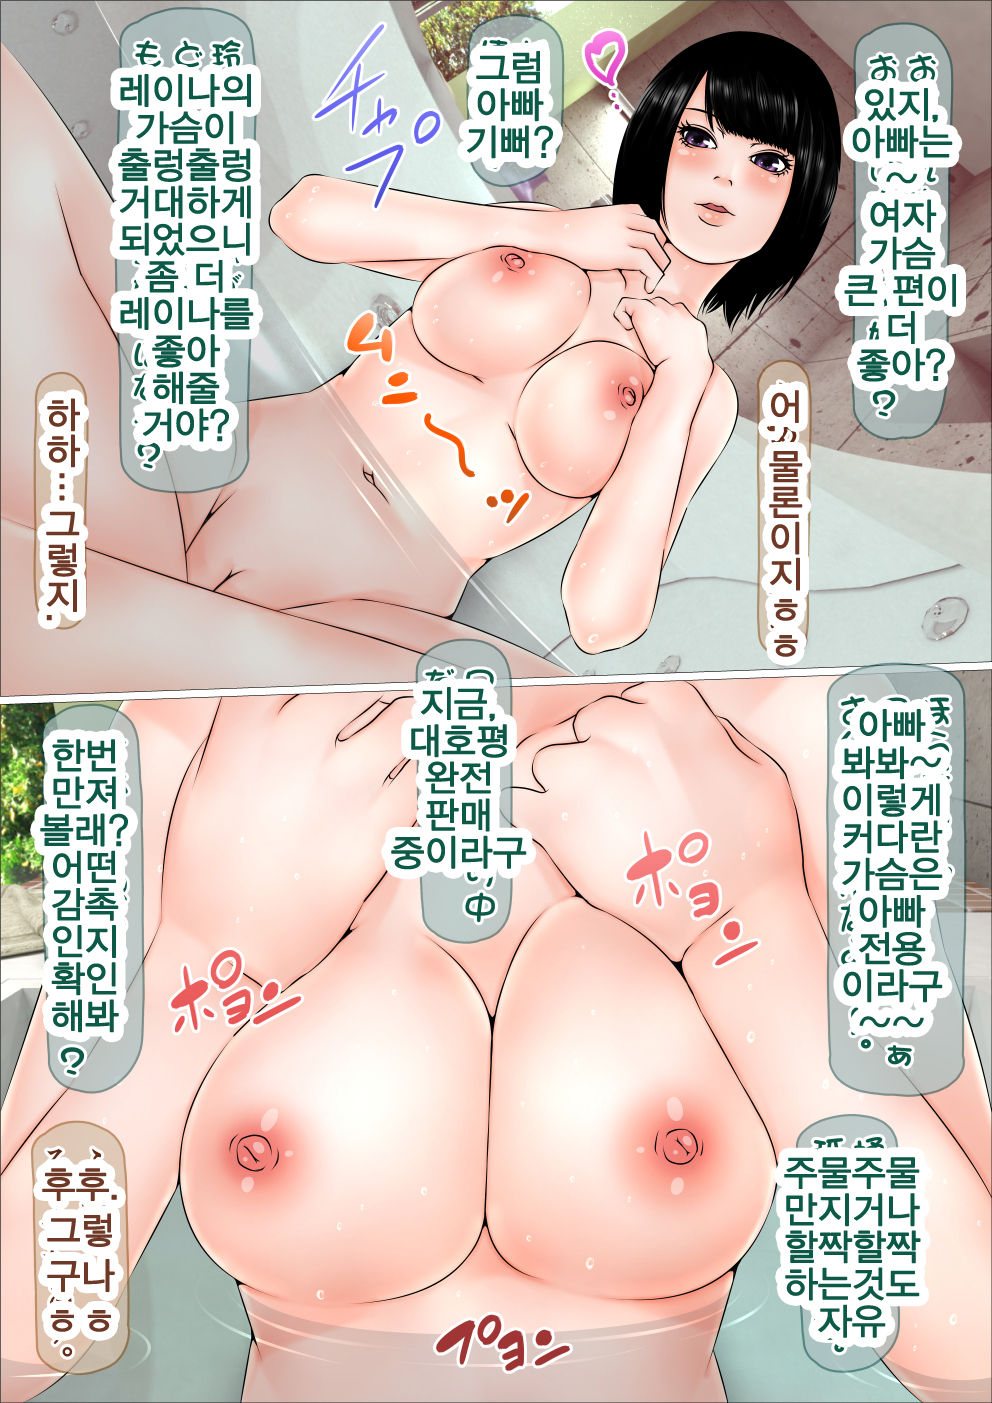 있지,
아빠는
~
여자
가슴
큰 편이
더
좋아?
어,
물론이지ㅎㅎ
그럼
아빠
기뻐?
チャプ。
레이나의
가슴이
출렁출렁
거대하게
되었으니
좀 더
레이나를
좋아
해줄
거야?
ムニ~ッ
하하…그렇지.
아빠
봐봐~
이렇게
커다란
가슴은
아빠
전용
이라구
~~
지금,
대호평
완전
판매
중이라구
ポヨン
ポヨン
한번
만져
볼래?
어떤
감촉
인지
확인
해봐
주물주물
만지거나
할짝할짝
하는것도
자유
후후.
그렇
구나
ㅎㅎ
プヨン